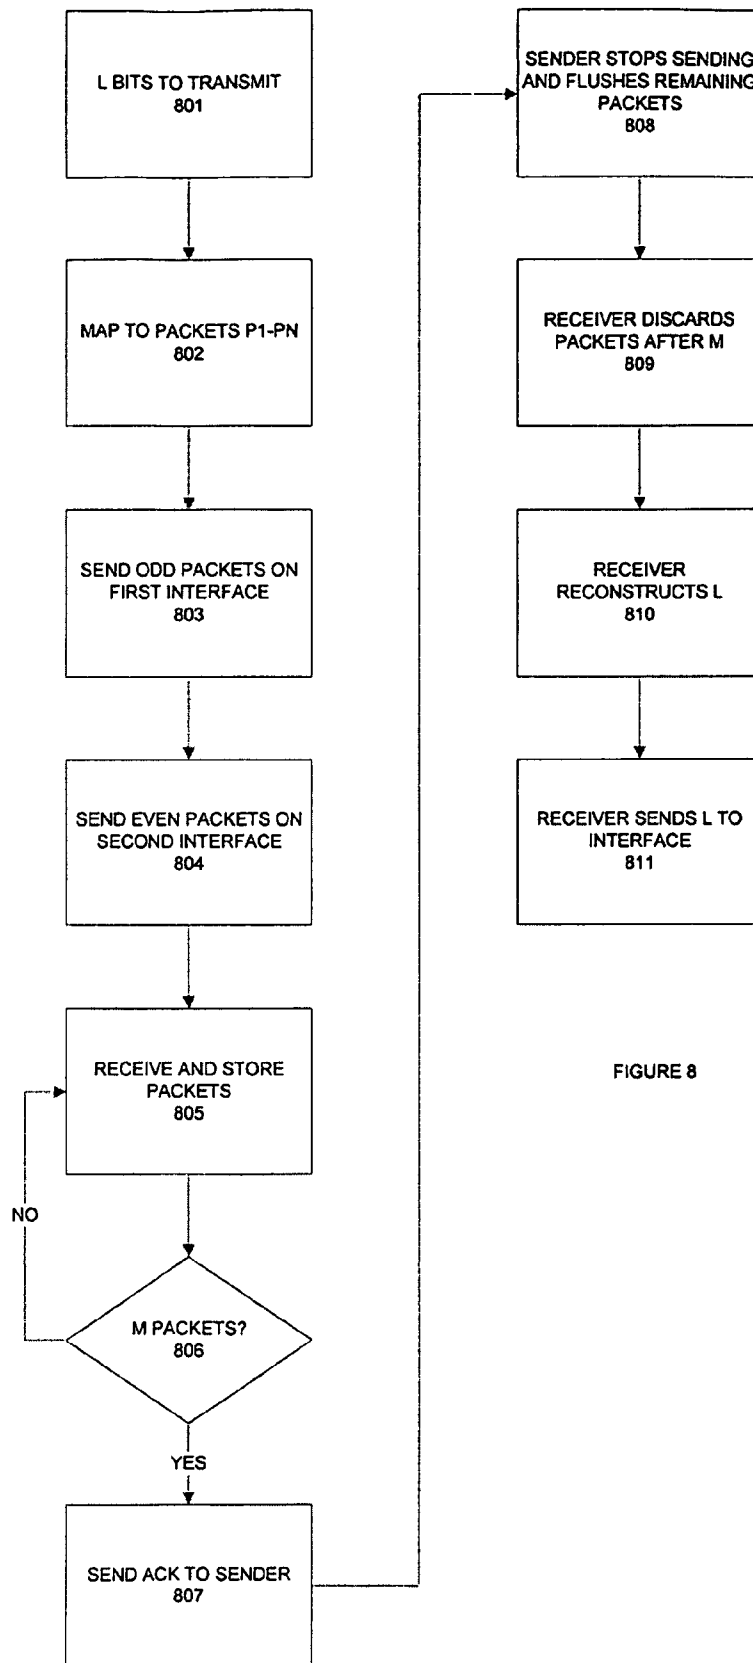 L BITS TO TRANSMIT
801
MAP TO PACKETS P1-PN
802
SEND ODD PACKETS ON
FIRST INTERFACE
803
SEND EVEN PACKETS ON
SECOND INTERFACE
804
RECEIVE AND STORE
PACKETS
805
NO
M PACKETS?
806
YES
SEND ACK TO SENDER
807
SENDER STOPS SENDING
AND FLUSHES REMAINING
PACKETS
808
RECEIVER DISCARDS
PACKETS AFTER M
809
RECEIVER
RECONSTRUCTS L
810
RECEIVER SENDS L TO
INTERFACE
811
FIGURE 8